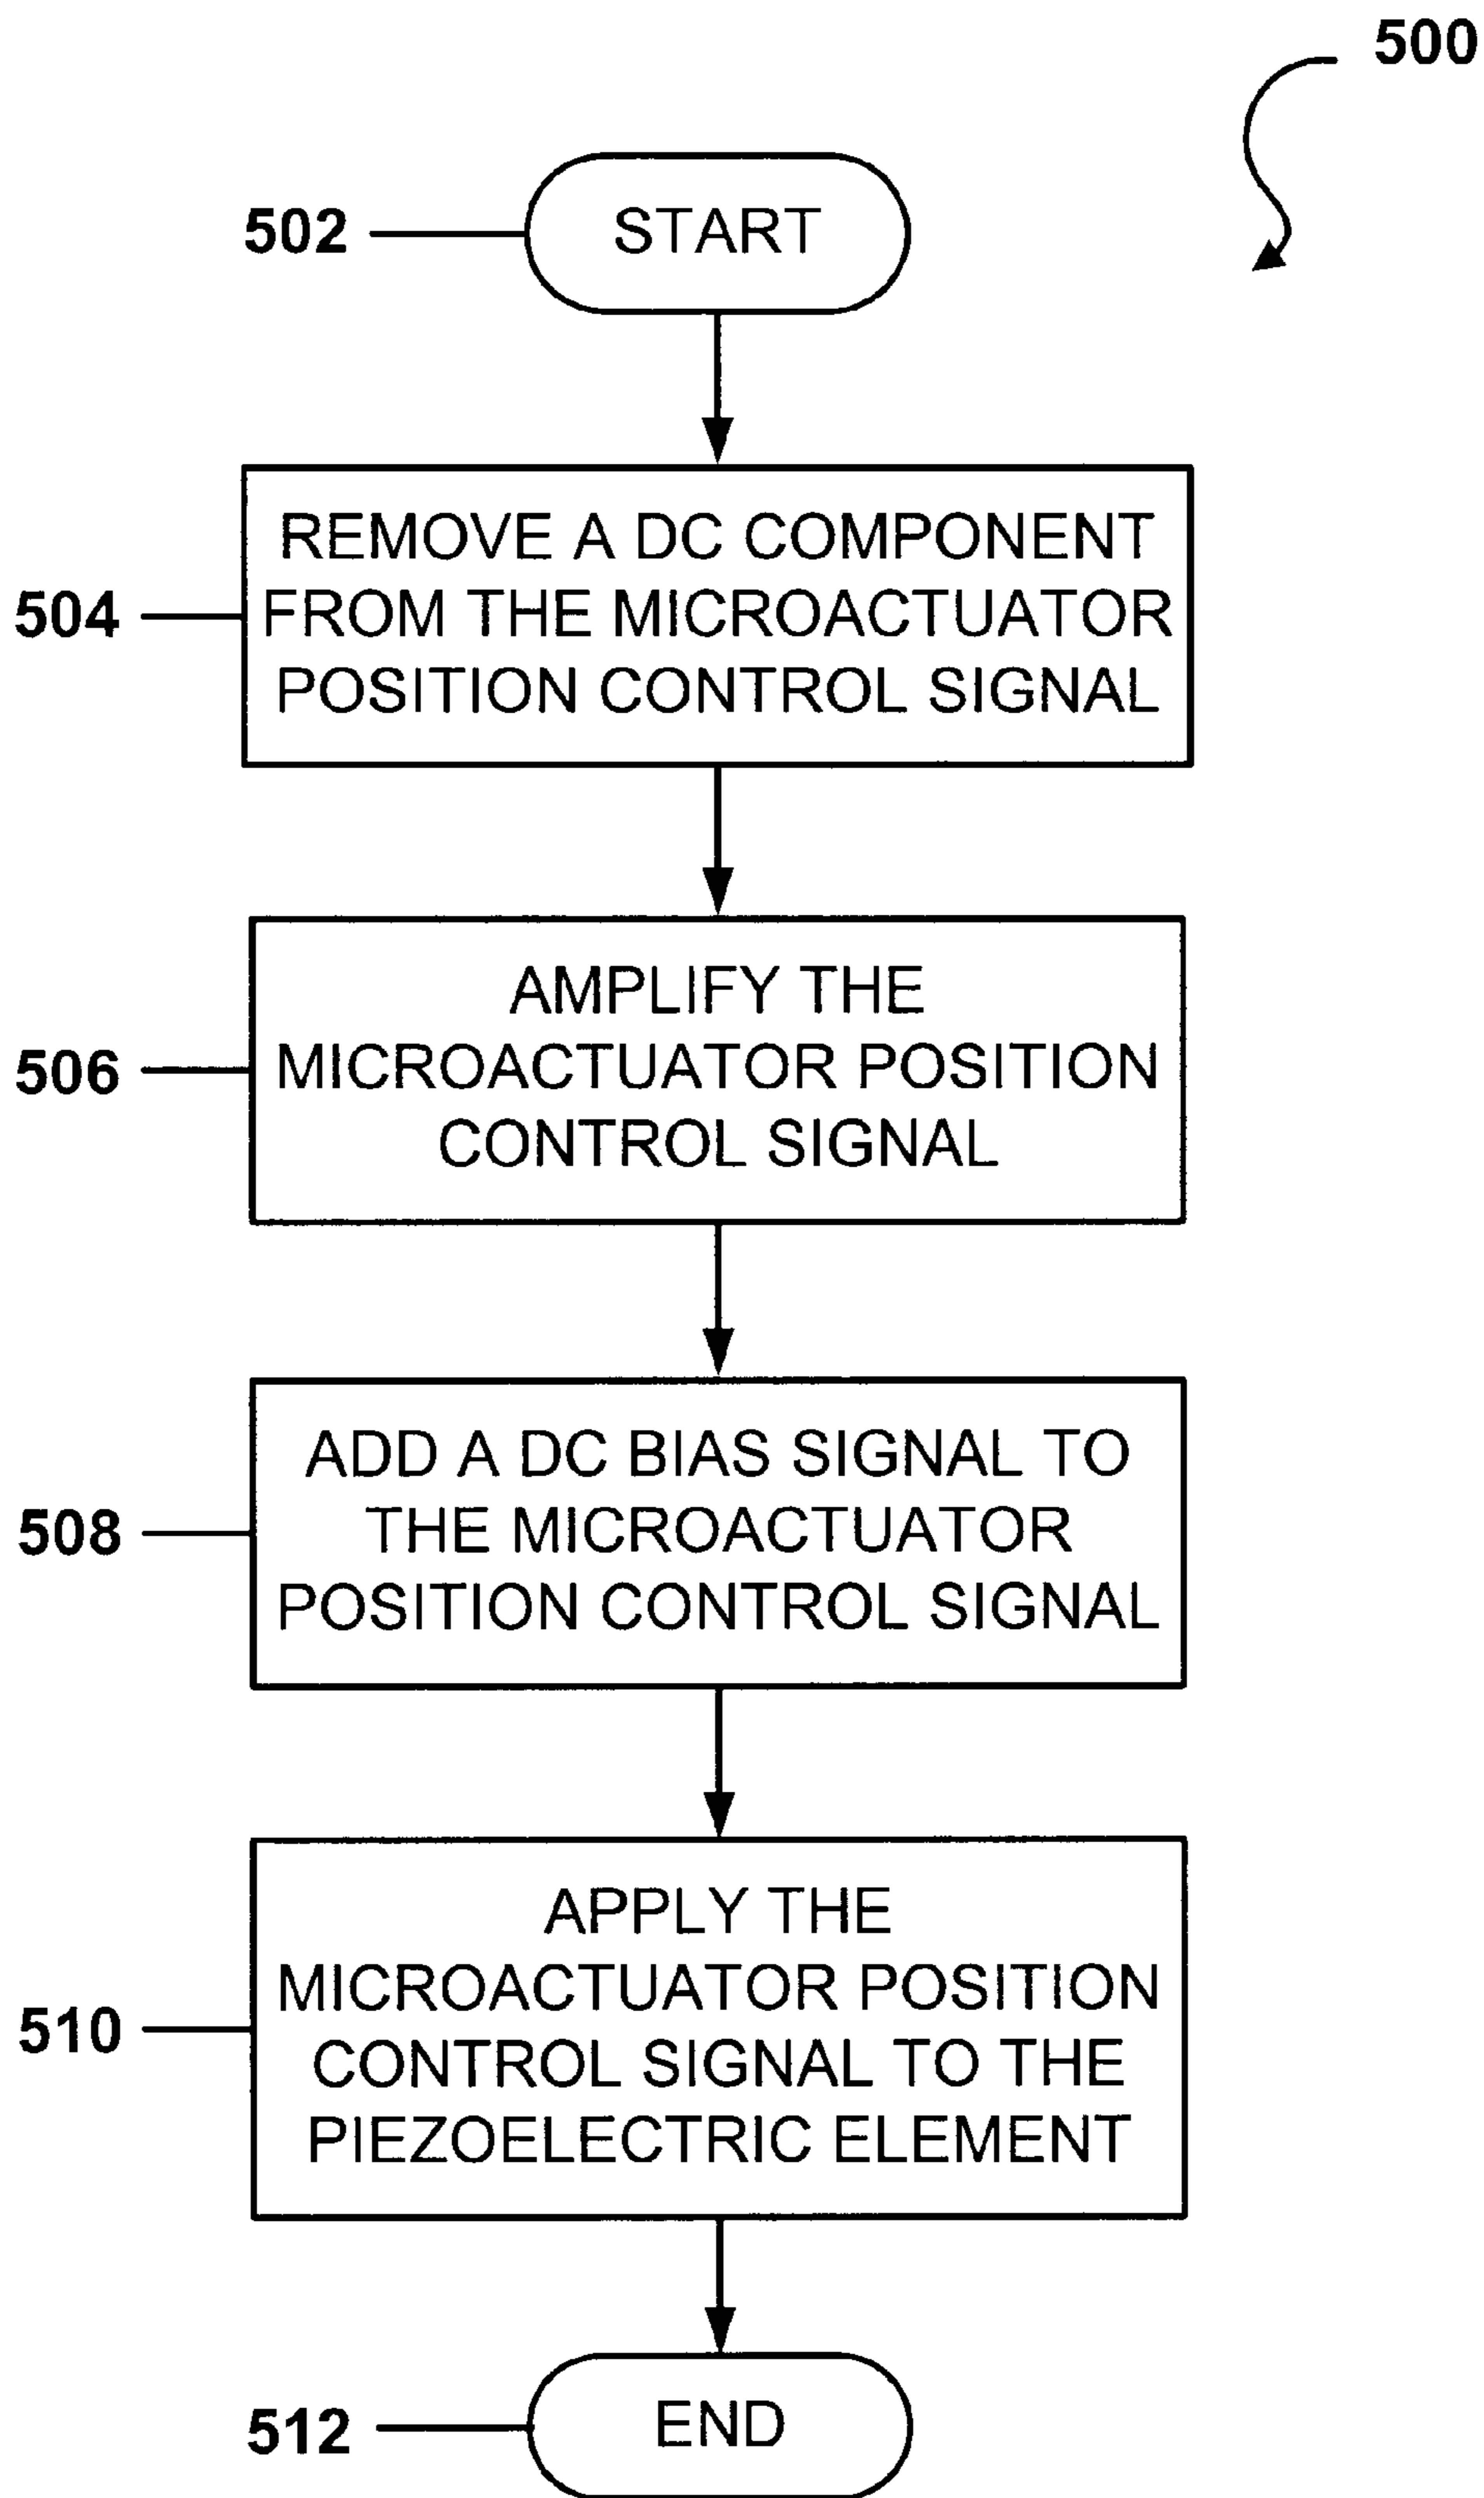 500
502
START
504
REMOVE A DC COMPONENT
FROM THE MICROACTUATOR
POSITION CONTROL SIGNAL
506
AMPLIFY THE
MICROACTUATOR POSITION
CONTROL SIGNAL
508
ADD A DC BIAS SIGNAL TO
THE MICROACTUATOR
POSITION CONTROL SIGNAL
510
APPLY THE
MICROACTUATOR POSITION
CONTROL SIGNAL TO THE
PIEZOELECTRIC ELEMENT
512
END